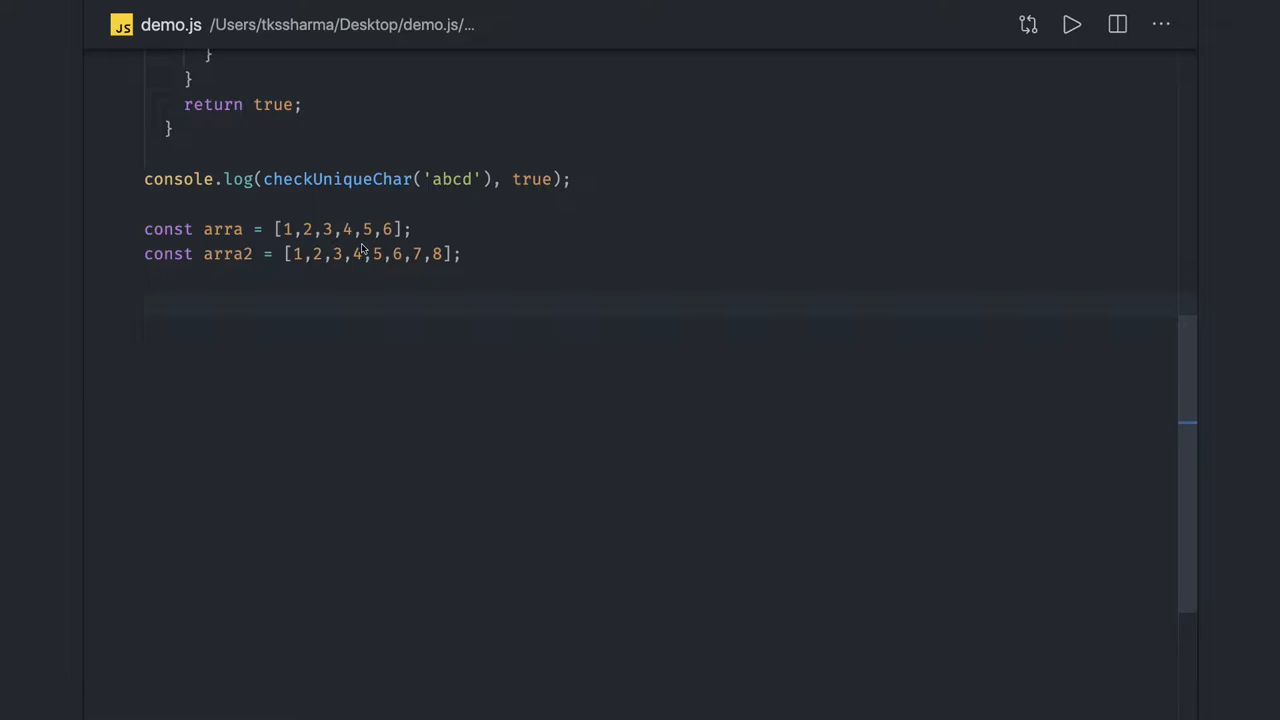 JS demo.js /Users/tkssharma/Desktop/demo.js/...
}
}
return true;
}
console.log(checkUniqueChar('abcd'), true);
const arra = [1,2,3,4,5,6];
const arra2 = [1,2,3,4,5,6,7,8];